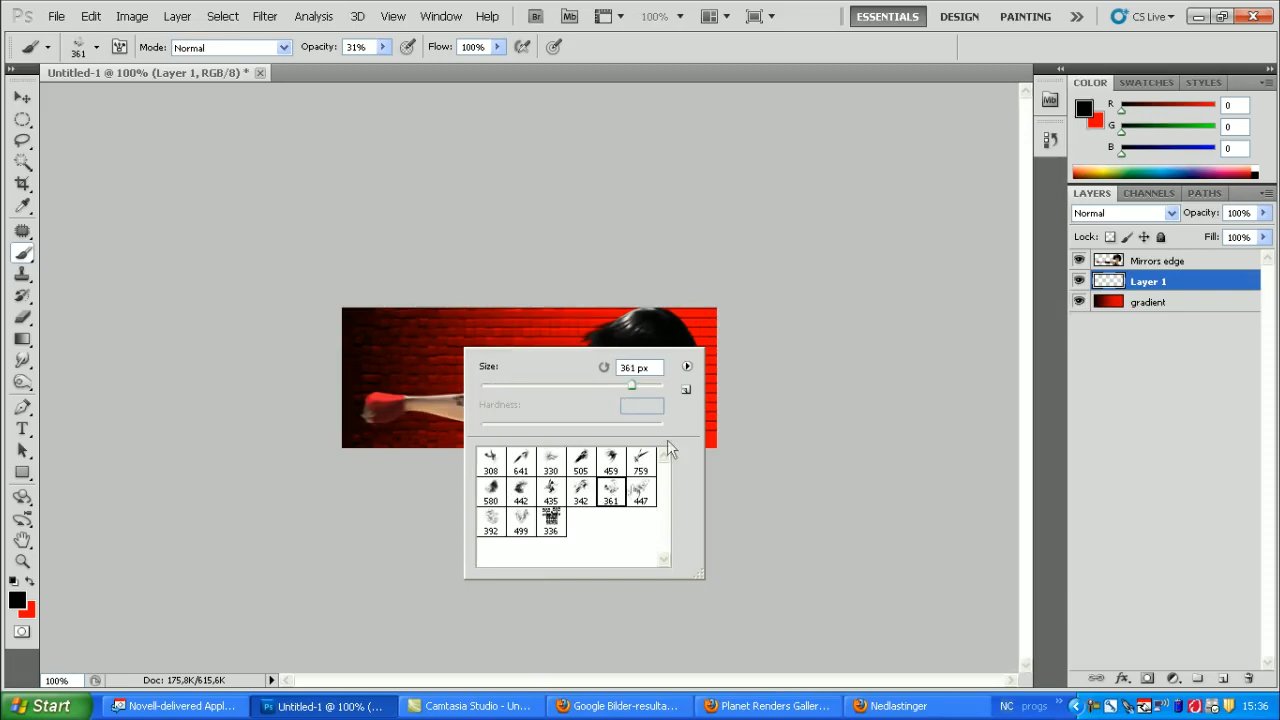 Ps File Edit Image Layer Select Filter Analysis 3D View Window Help Br Mb 100% ESSENTIALS DESIGN PAINTING CS Live
361 Mode: Normal Opacity: 31% Flow: 100%
Untitled-1 @ 100% (Layer 1, RGB/8) *
COLOR SWATCHES STYLES
Mb
R 0
G 0
B 0
LAYERS CHANNELS PATHS
Normal Opacity: 100%
Lock: Fill: 100%
Mirrors edge
Layer 1
gradient
Size: 361 px
Hardness:
308 641 330 505 459 759
580 442 435 342 361 447
392 499 336
100% Doc: 175,8K/615,6K
Start Novell-delivered Appl... Ps Untitled-1 @ 100% (... Camtasia Studio - Un... Google Bilder-resulta... Planet Renders Galler... Nedlastinger NC progs 15:36